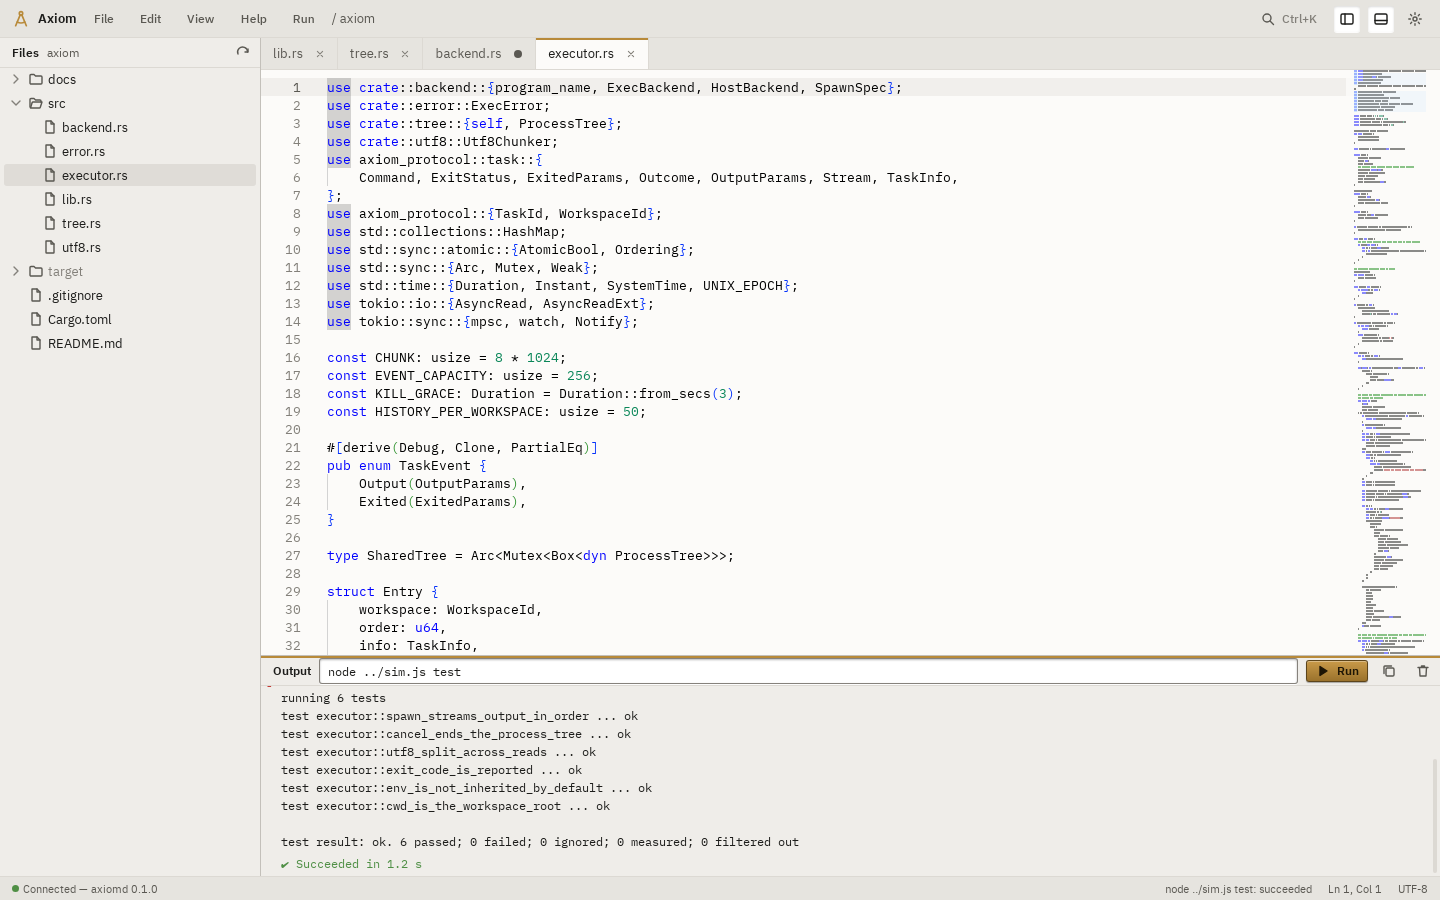 Axiom File Edit View Help Run / axiom Ctrl+K
Files axiom
docs
src
backend.rs
error.rs
executor.rs
lib.rs
tree.rs
utf8.rs
target
.gitignore
Cargo.toml
README.md
lib.rs × tree.rs × backend.rs ● executor.rs ×
1 use crate::backend::{program_name, ExecBackend, HostBackend, SpawnSpec};
2 use crate::error::ExecError;
3 use crate::tree::{self, ProcessTree};
4 use crate::utf8::Utf8Chunker;
5 use axiom_protocol::task::{
6     Command, ExitStatus, ExitedParams, Outcome, OutputParams, Stream, TaskInfo,
7 };
8 use axiom_protocol::{TaskId, WorkspaceId};
9 use std::collections::HashMap;
10 use std::sync::atomic::{AtomicBool, Ordering};
11 use std::sync::{Arc, Mutex, Weak};
12 use std::time::{Duration, Instant, SystemTime, UNIX_EPOCH};
13 use tokio::io::{AsyncRead, AsyncReadExt};
14 use tokio::sync::{mpsc, watch, Notify};
15
16 const CHUNK: usize = 8 * 1024;
17 const EVENT_CAPACITY: usize = 256;
18 const KILL_GRACE: Duration = Duration::from_secs(3);
19 const HISTORY_PER_WORKSPACE: usize = 50;
20
21 #[derive(Debug, Clone, PartialEq)]
22 pub enum TaskEvent {
23     Output(OutputParams),
24     Exited(ExitedParams),
25 }
26
27 type SharedTree = Arc<Mutex<Box<dyn ProcessTree>>>;
28
29 struct Entry {
30     workspace: WorkspaceId,
31     order: u64,
32     info: TaskInfo,
Output node ../sim.js test Run
running 6 tests
test executor::spawn_streams_output_in_order ... ok
test executor::cancel_ends_the_process_tree ... ok
test executor::utf8_split_across_reads ... ok
test executor::exit_code_is_reported ... ok
test executor::env_is_not_inherited_by_default ... ok
test executor::cwd_is_the_workspace_root ... ok
test result: ok. 6 passed; 0 failed; 0 ignored; 0 measured; 0 filtered out
✔ Succeeded in 1.2 s
Connected — axiomd 0.1.0 node ../sim.js test: succeeded Ln 1, Col 1 UTF-8